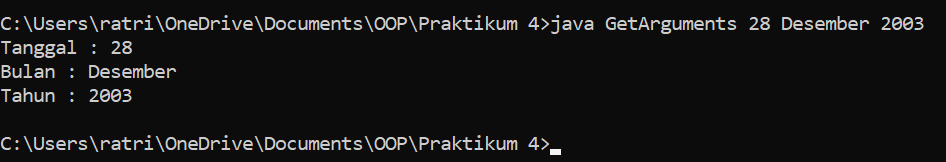 C:\Users\ratri\OneDrive\Documents\OOP\Praktikum 4>java GetArguments 28 Desember 2003
Tanggal : 28
Bulan : Desember
Tahun : 2003
C:\Users\ratri\OneDrive\Documents\OOP\Praktikum 4>